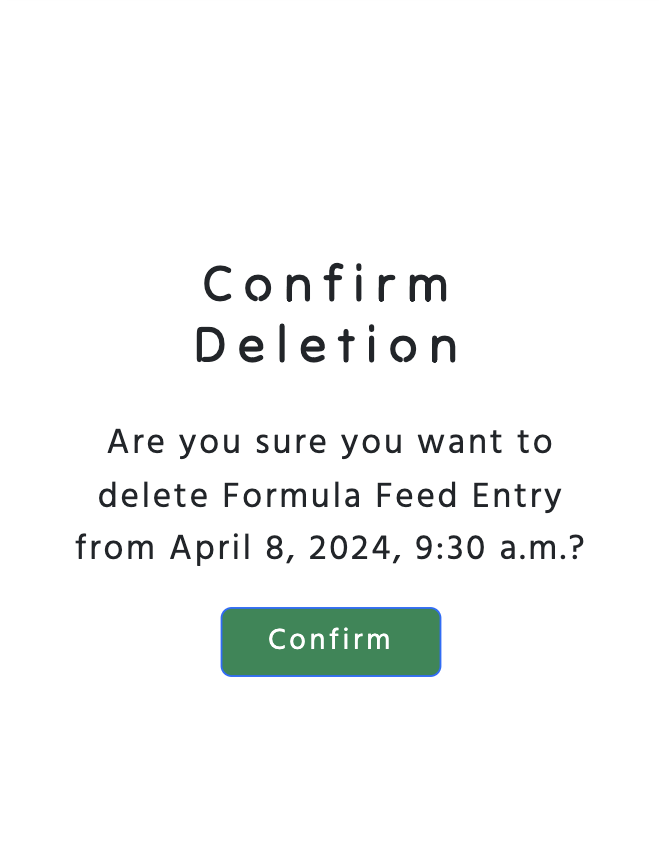 Confirm
Deletion
Are you sure you want to
delete Formula Feed Entry
from April 8, 2024, 9:30 a.m.?
Confirm